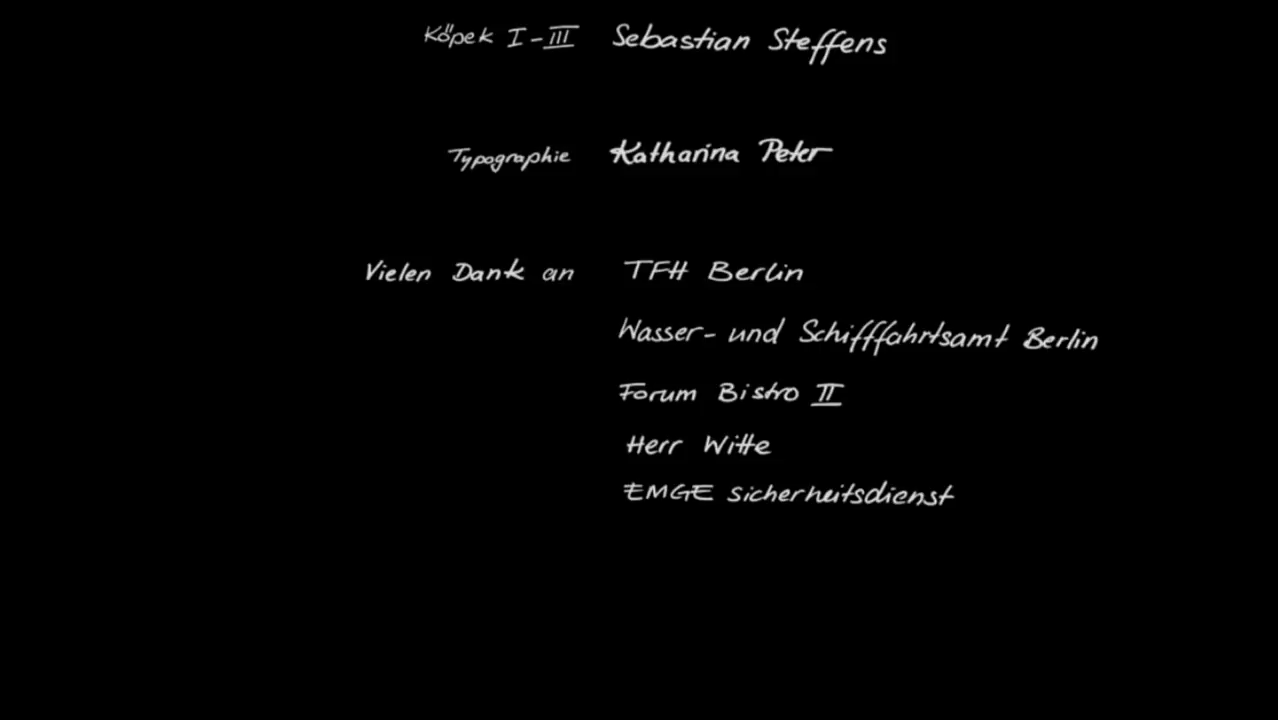 Köpek I-III Sebastian Steffens
Typographie Katharina Peter
Vielen Dank an TFH Berlin
Wasser- und Schifffahrtsamt Berlin
Forum Bistro II
Herr Witte
EMGE sicherheitsdienst